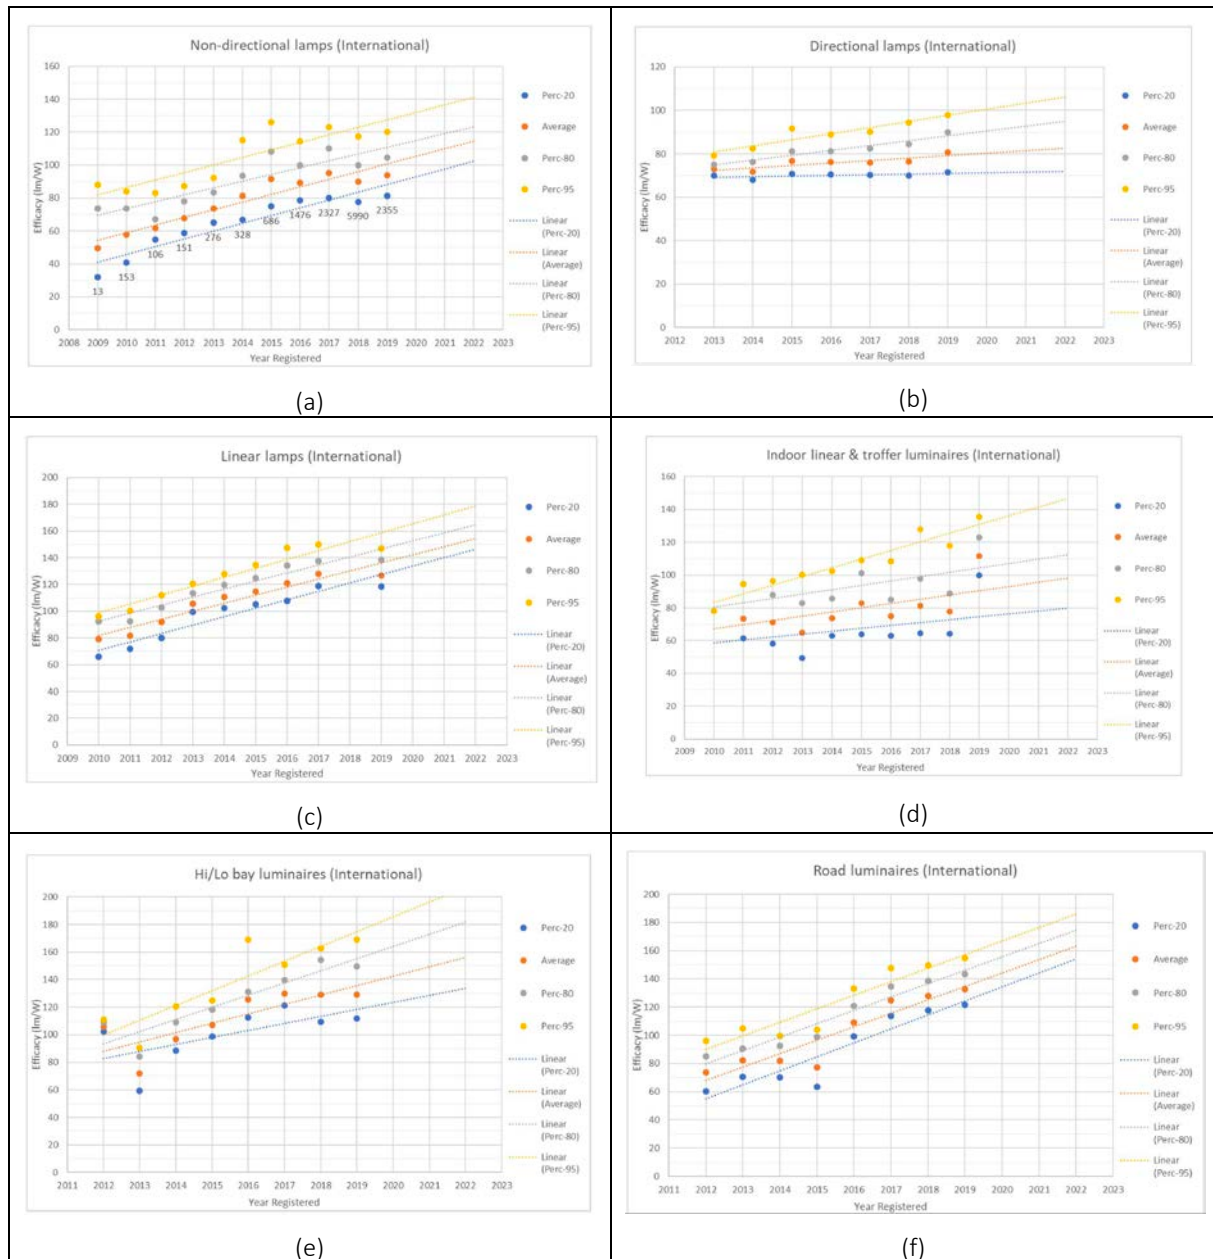 Non-directional lamps (International)
160
140
120
100
80
60
40
20
0
Efficacy (lm/W)
13
153
106
151
276
328
686
1476
2327
5990
2355
2008 2009 2010 2011 2012 2013 2014 2015 2016 2017 2018 2019 2020 2021 2022 2023
Year Registered
Perc-20
Average
Perc-80
Perc-95
Linear
(Perc-20)
Linear
(Average)
Linear
(Perc-80)
Linear
(Perc-95)
(a)
Directional lamps (International)
120
100
80
60
40
20
0
Efficacy (lm/W)
2012 2013 2014 2015 2016 2017 2018 2019 2020 2021 2022 2023
Year Registered
Perc-20
Average
Perc-80
Perc-95
Linear
(Perc-20)
Linear
(Average)
Linear
(Perc-80)
Linear
(Perc-95)
(b)
Linear lamps (International)
200
180
160
140
120
100
80
60
40
20
0
Efficacy (lm/W)
2009 2010 2011 2012 2013 2014 2015 2016 2017 2018 2019 2020 2021 2022 2023
Year Registered
Perc-20
Average
Perc-80
Perc-95
Linear
(Perc-20)
Linear
(Average)
Linear
(Perc-80)
Linear
(Perc-95)
(c)
Indoor linear & troffer luminaires (International)
160
140
120
100
80
60
40
20
0
Efficacy (lm/W)
2009 2010 2011 2012 2013 2014 2015 2016 2017 2018 2019 2020 2021 2022 2023
Year Registered
Perc-20
Average
Perc-80
Perc-95
Linear
(Perc-20)
Linear
(Average)
Linear
(Perc-80)
Linear
(Perc-95)
(d)
Hi/Lo bay luminaires (International)
200
180
160
140
120
100
80
60
40
20
0
Efficacy (lm/W)
2011 2012 2013 2014 2015 2016 2017 2018 2019 2020 2021 2022 2023
Year Registered
Perc-20
Average
Perc-80
Perc-95
Linear
(Perc-20)
Linear
(Average)
Linear
(Perc-80)
Linear
(Perc-95)
(e)
Road luminaires (International)
200
180
160
140
120
100
80
60
40
20
0
Efficacy (lm/W)
2011 2012 2013 2014 2015 2016 2017 2018 2019 2020 2021 2022 2023
Year Registered
Perc-20
Average
Perc-80
Perc-95
Linear
(Perc-20)
Linear
(Average)
Linear
(Perc-80)
Linear
(Perc-95)
(f)